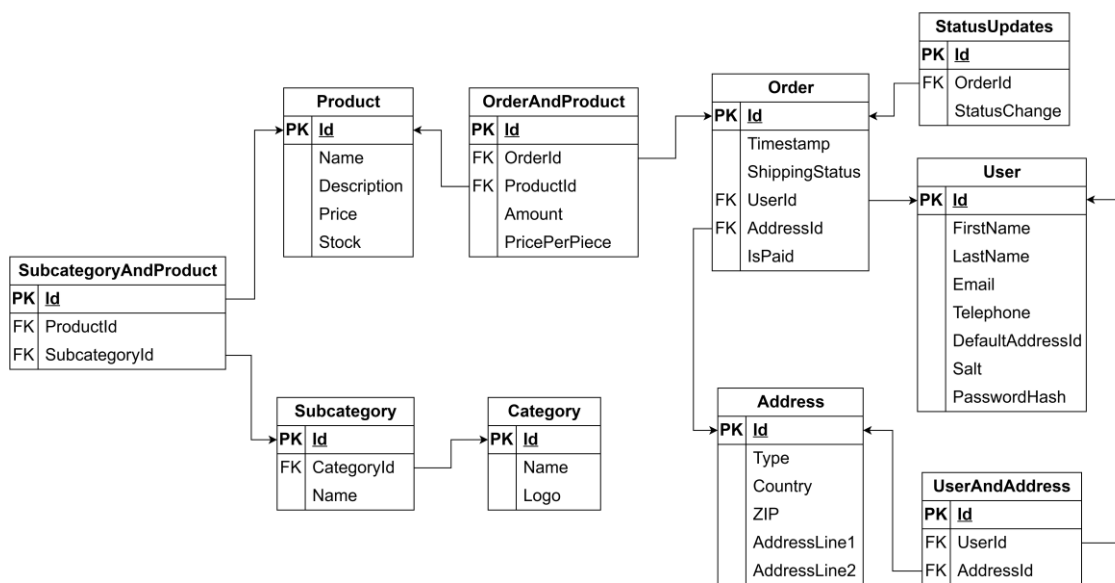 StatusUpdates
PK Id
FK OrderId
StatusChange
Order
PK Id
Timestamp
ShippingStatus
FK UserId
FK AddressId
IsPaid
Product
PK Id
Name
Description
Price
Stock
OrderAndProduct
PK Id
FK OrderId
FK ProductId
Amount
PricePerPiece
User
PK Id
FirstName
LastName
Email
Telephone
DefaultAddressId
Salt
PasswordHash
SubcategoryAndProduct
PK Id
FK ProductId
FK SubcategoryId
Subcategory
PK Id
FK CategoryId
Name
Category
PK Id
Name
Logo
Address
PK Id
Type
Country
ZIP
AddressLine1
AddressLine2
UserAndAddress
PK Id
FK UserId
FK AddressId